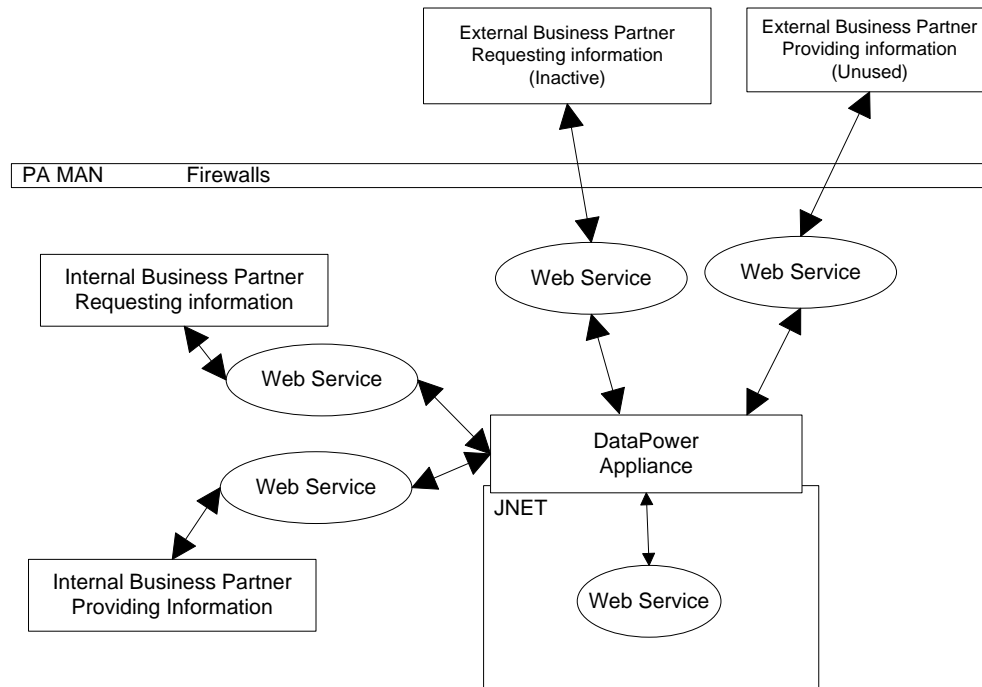 External Business Partner
Requesting information
(Inactive)
External Business Partner
Providing information
(Unused)
PA MAN Firewalls
Internal Business Partner
Requesting information
Web Service
Web Service
Web Service
Web Service
DataPower
Appliance
JNET
Internal Business Partner
Providing Information
Web Service